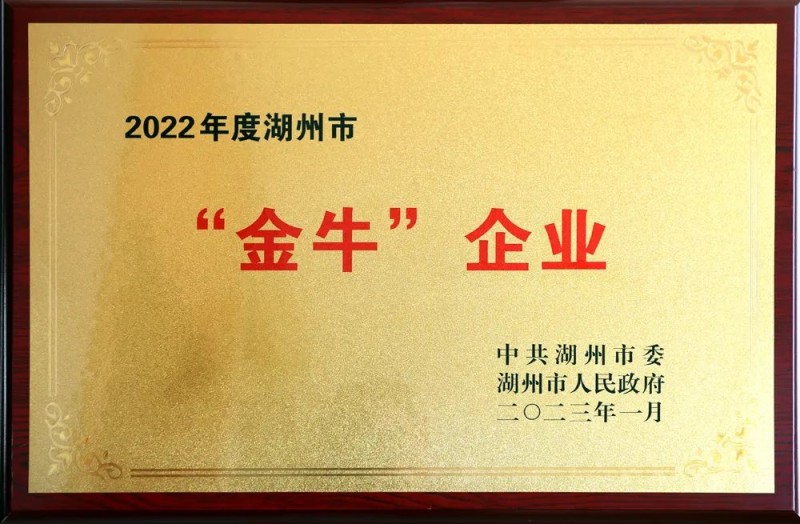 2022年度湖州市
“金牛”企业
中共湖州市委
湖州市人民政府
二〇二三年一月